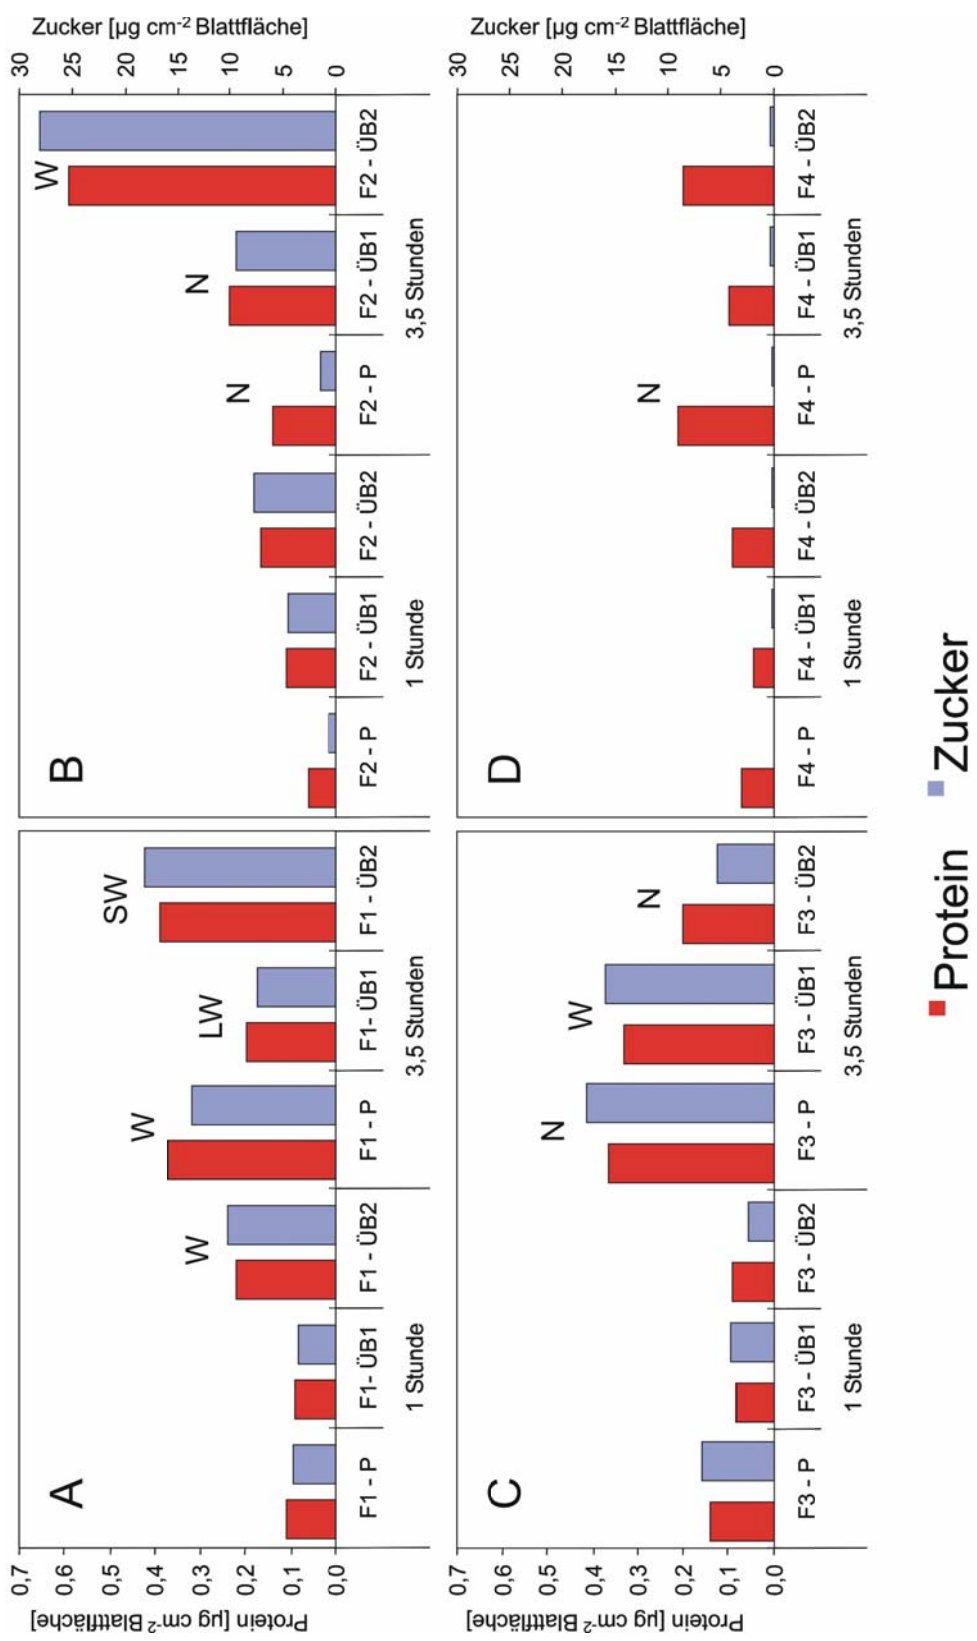 A
Protein [µg cm⁻² Blattfläche]
0,7
0,6
0,5
0,4
0,3
0,2
0,1
0,0
W
W
LW
SW
F1 - P
F1- ÜB1
F1 - ÜB2
F1 - P
F1- ÜB1
F1 - ÜB2
1 Stunde
3,5 Stunden
B
N
N
W
F2 - P
F2 - ÜB1
F2 - ÜB2
F2 - P
F2 - ÜB1
F2 - ÜB2
1 Stunde
3,5 Stunden
30
25
20
15
10
5
0
Zucker [µg cm⁻² Blattfläche]
C
Protein [µg cm⁻² Blattfläche]
0,7
0,6
0,5
0,4
0,3
0,2
0,1
0,0
N
W
N
F3 - P
F3 - ÜB1
F3 - ÜB2
F3 - P
F3 - ÜB1
F3 - ÜB2
1 Stunde
3,5 Stunden
D
N
F4 - P
F4 - ÜB1
F4 - ÜB2
F4 - P
F4 - ÜB1
F4 - ÜB2
1 Stunde
3,5 Stunden
30
25
20
15
10
5
0
Zucker [µg cm⁻² Blattfläche]
Protein Zucker